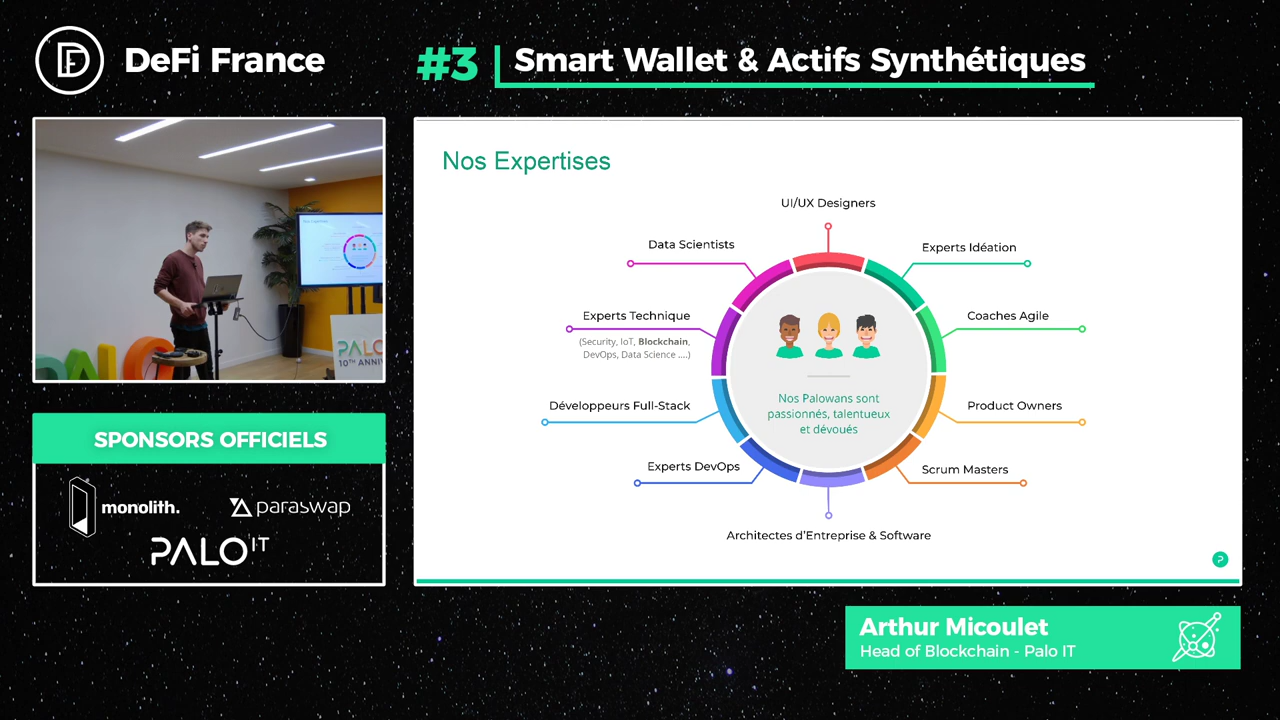 DeFi France
#3
Smart Wallet & Actifs Synthétiques
Nos Expertises
UI/UX Designers
Data Scientists
Experts Idéation
Experts Technique
(Security, IoT, Blockchain,
DevOps, Data Science ....)
Coaches Agile
Développeurs Full-Stack
Product Owners
Experts DevOps
Scrum Masters
Architectes d'Entreprise & Software
Nos Palowans sont
passionnés, talentueux
et dévoués
PALO
10TH ANNI
SPONSORS OFFICIELS
monolith.
paraswap
PALO IT
Arthur Micoulet
Head of Blockchain - Palo IT